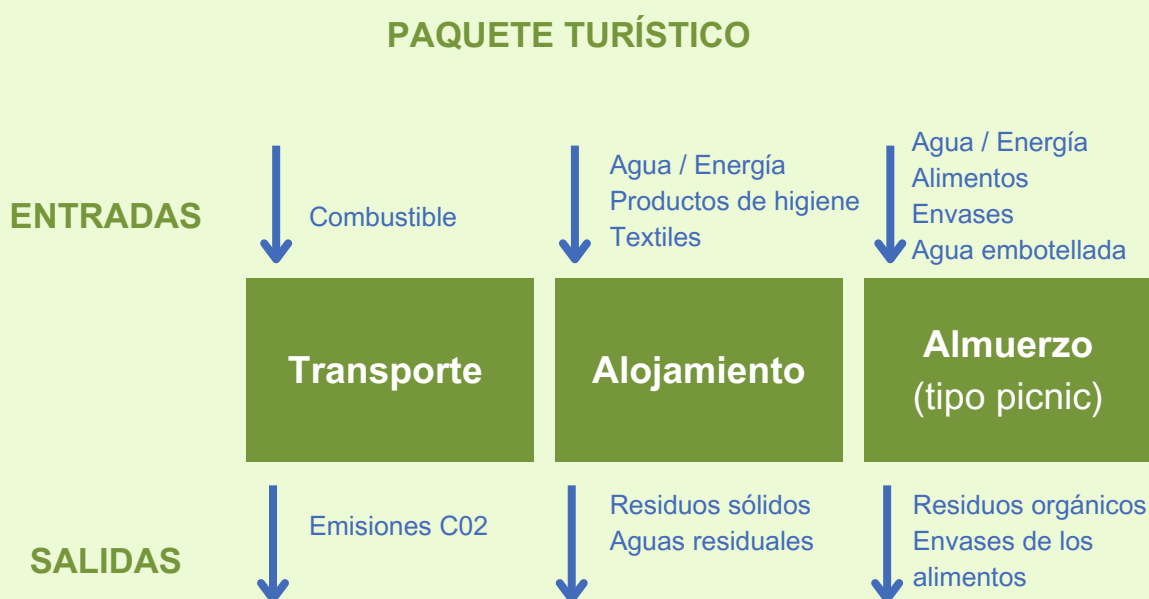 PAQUETE TURÍSTICO
ENTRADAS
Combustible
Agua / Energía
Productos de higiene
Textiles
Agua / Energía
Alimentos
Envases
Agua embotellada
Transporte
Alojamiento
Almuerzo
(tipo picnic)
SALIDAS
Emisiones C02
Residuos sólidos
Aguas residuales
Residuos orgánicos
Envases de los
alimentos